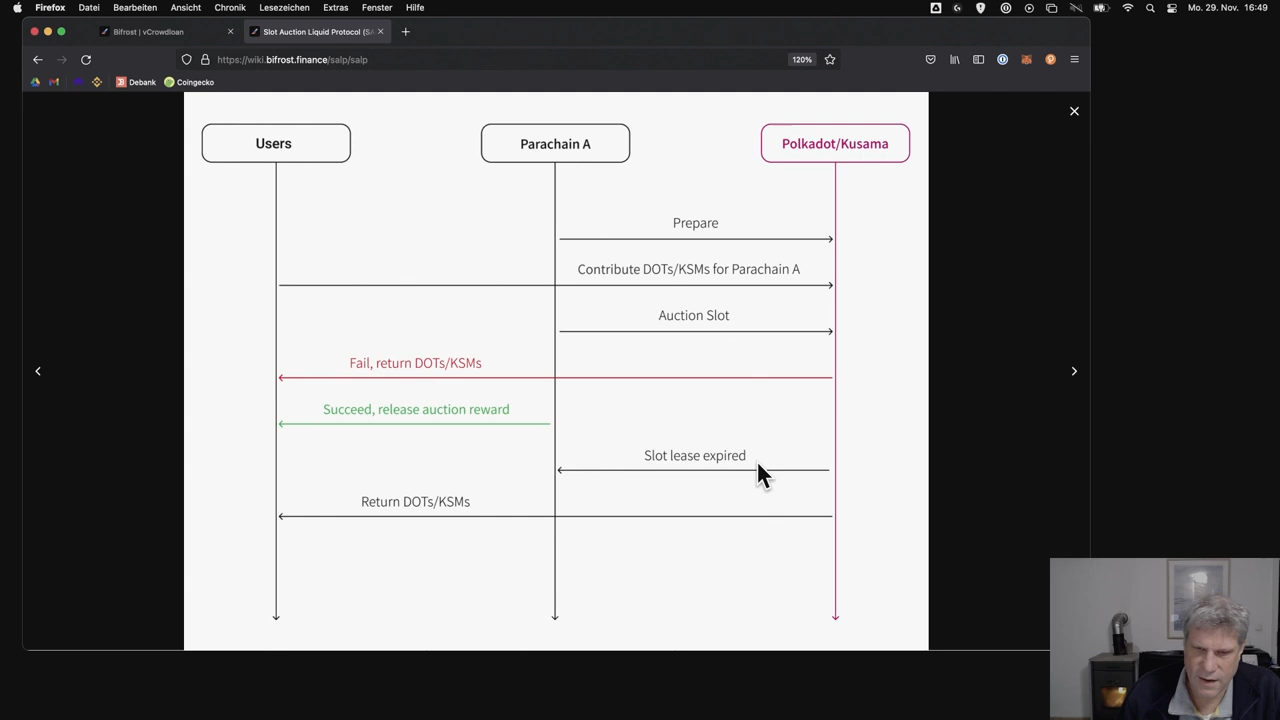 Firefox Datei Bearbeiten Ansicht Chronik Lesezeichen Extras Fenster Hilfe Mo. 29. Nov. 16:49
Bifrost | vCrowdloan
Slot Auction Liquid Protocol (SA
https://wiki.bifrost.finance/salp/salp
120%
Debank
Coingecko
Users
Parachain A
Polkadot/Kusama
Prepare
Contribute DOTs/KSMs for Parachain A
Auction Slot
Fail, return DOTs/KSMs
Succeed, release auction reward
Slot lease expired
Return DOTs/KSMs